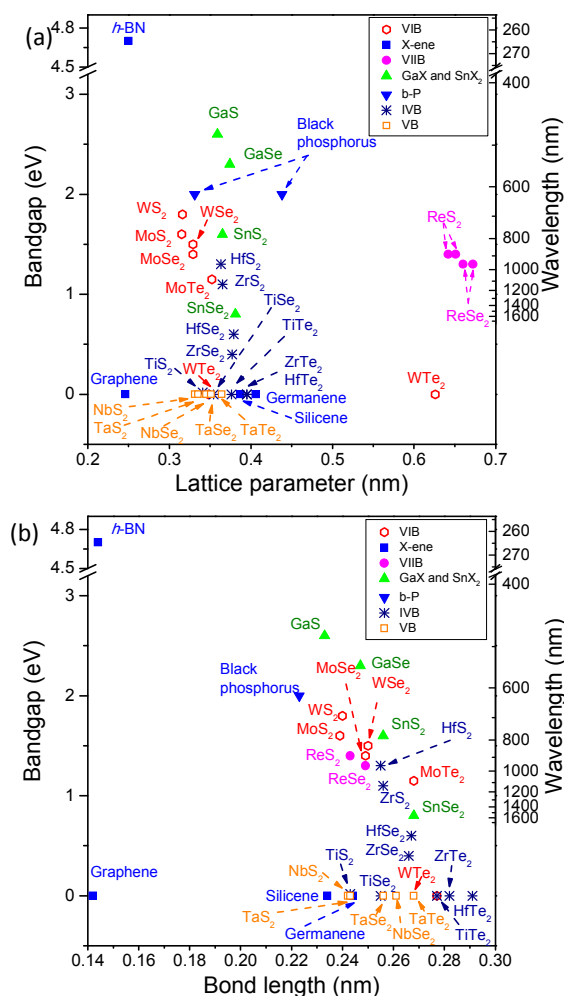 (a)
h-BN
4.8
4.5
3
2
1
0
Bandgap (eV)
260
270
400
600
800
1000
1200
1400
1600
Wavelength (nm)
VIB
X-ene
VIIB
GaX and SnX₂
b-P
IVB
VB
GaS
GaSe
Black
phosphorus
WS₂
WSe₂
MoS₂
SnS₂
MoSe₂
HfS₂
ZrS₂
MoTe₂
TiSe₂
SnSe₂
HfSe₂
TiTe₂
ZrSe₂
TiS₂
WTe₂
ZrTe₂
HfTe₂
Graphene
Germanene
Silicene
NbS₂
TaS₂
NbSe₂
TaSe₂
TaTe₂
ReS₂
ReSe₂
WTe₂
0.2 0.3 0.4 0.5 0.6 0.7
Lattice parameter (nm)
(b)
h-BN
4.8
4.5
3
2
1
0
Bandgap (eV)
260
270
400
600
800
1000
1200
1400
1600
Wavelength (nm)
VIB
X-ene
VIIB
GaX and SnX₂
b-P
IVB
VB
GaS
MoSe₂
GaSe
Black
phosphorus
WSe₂
WS₂
SnS₂
MoS₂
HfS₂
ReS₂
ReSe₂
MoTe₂
ZrS₂
SnSe₂
HfSe₂
TiS₂
ZrSe₂
ZrTe₂
NbS₂
WTe₂
Graphene
TiSe₂
Silicene
TaS₂
HfTe₂
Germanene
TaSe₂
NbSe₂
TaTe₂
TiTe₂
0.14 0.16 0.18 0.20 0.22 0.24 0.26 0.28 0.30
Bond length (nm)